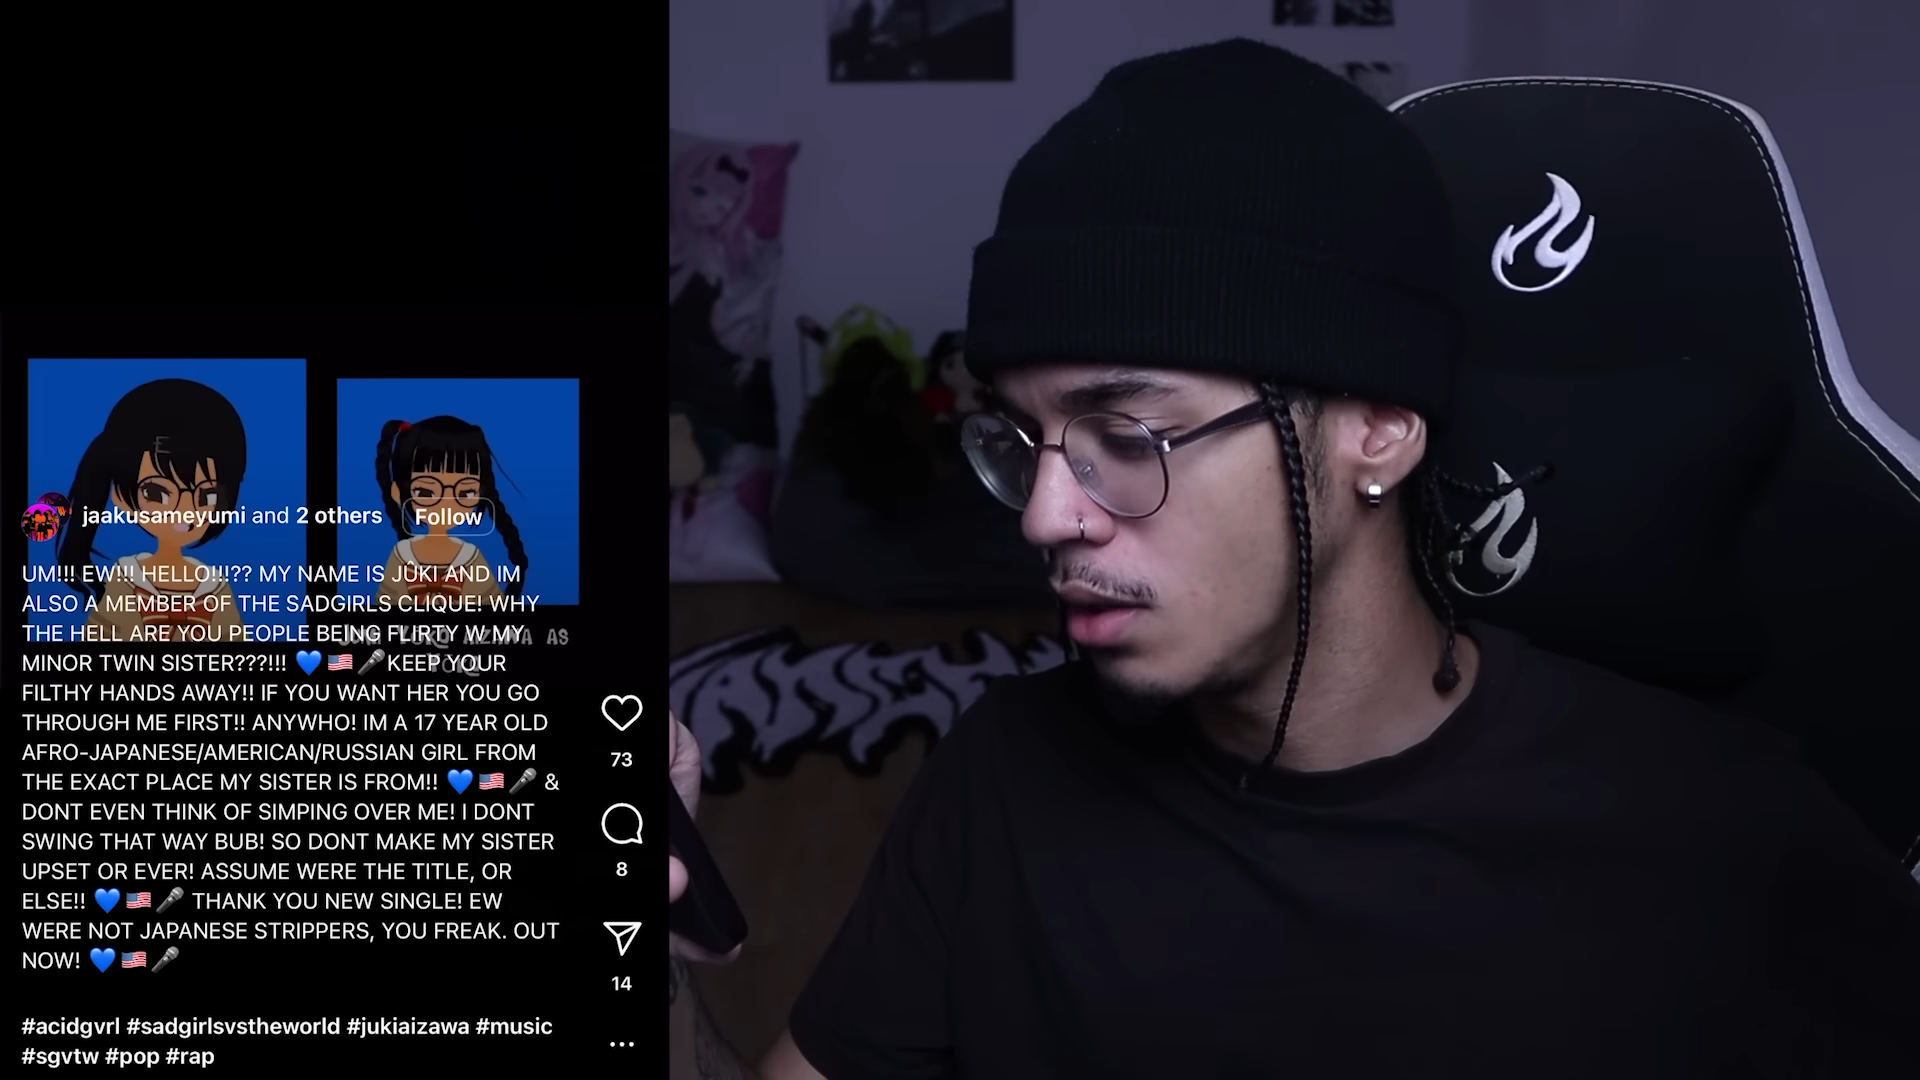 jaakusameyumi and 2 others Follow
UM!!! EW!!! HELLO!!!?? MY NAME IS JÛKI AND IM
ALSO A MEMBER OF THE SADGIRLS CLIQUE! WHY
THE HELL ARE YOU PEOPLE BEING FLIRTY W MY
MINOR TWIN SISTER???!!! 💙🇺🇸🎤KEEP YOUR
FILTHY HANDS AWAY!! IF YOU WANT HER YOU GO
THROUGH ME FIRST!! ANYWHO! IM A 17 YEAR OLD
AFRO-JAPANESE/AMERICAN/RUSSIAN GIRL FROM
THE EXACT PLACE MY SISTER IS FROM!! 💙🇺🇸🎤 &
DONT EVEN THINK OF SIMPING OVER ME! I DONT
SWING THAT WAY BUB! SO DONT MAKE MY SISTER
UPSET OR EVER! ASSUME WERE THE TITLE, OR
ELSE!! 💙🇺🇸🎤 THANK YOU NEW SINGLE! EW
WERE NOT JAPANESE STRIPPERS, YOU FREAK. OUT
NOW! 💙🇺🇸🎤
#acidgvrl #sadgirlsvstheworld #jukiaizawa #music
#sgvtw #pop #rap
AIZAWA AS
73
8
14